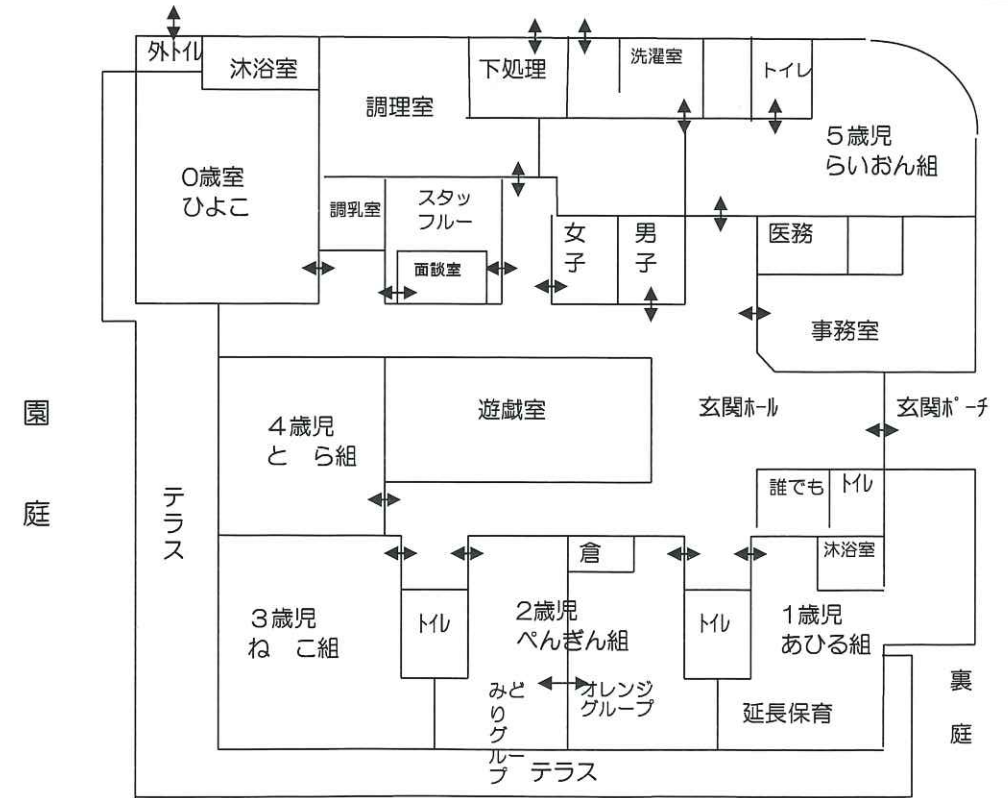 外トイレ
沐浴室
調理室
下処理
洗濯室
トイレ
0歳室
ひよこ
調乳室
スタッ
フルー
面談室
女子
男子
5歳児
らいおん組
医務
事務室
園庭
テラス
4歳児
と ら組
遊戯室
玄関ホール
玄関ポーチ
誰でも
トイレ
沐浴室
3歳児
ね こ組
トイレ
倉
2歳児
ぺんぎん組
みど
りグループ
オレンジ
グループ
トイレ
1歳児
あひる組
延長保育
裏庭
テラス